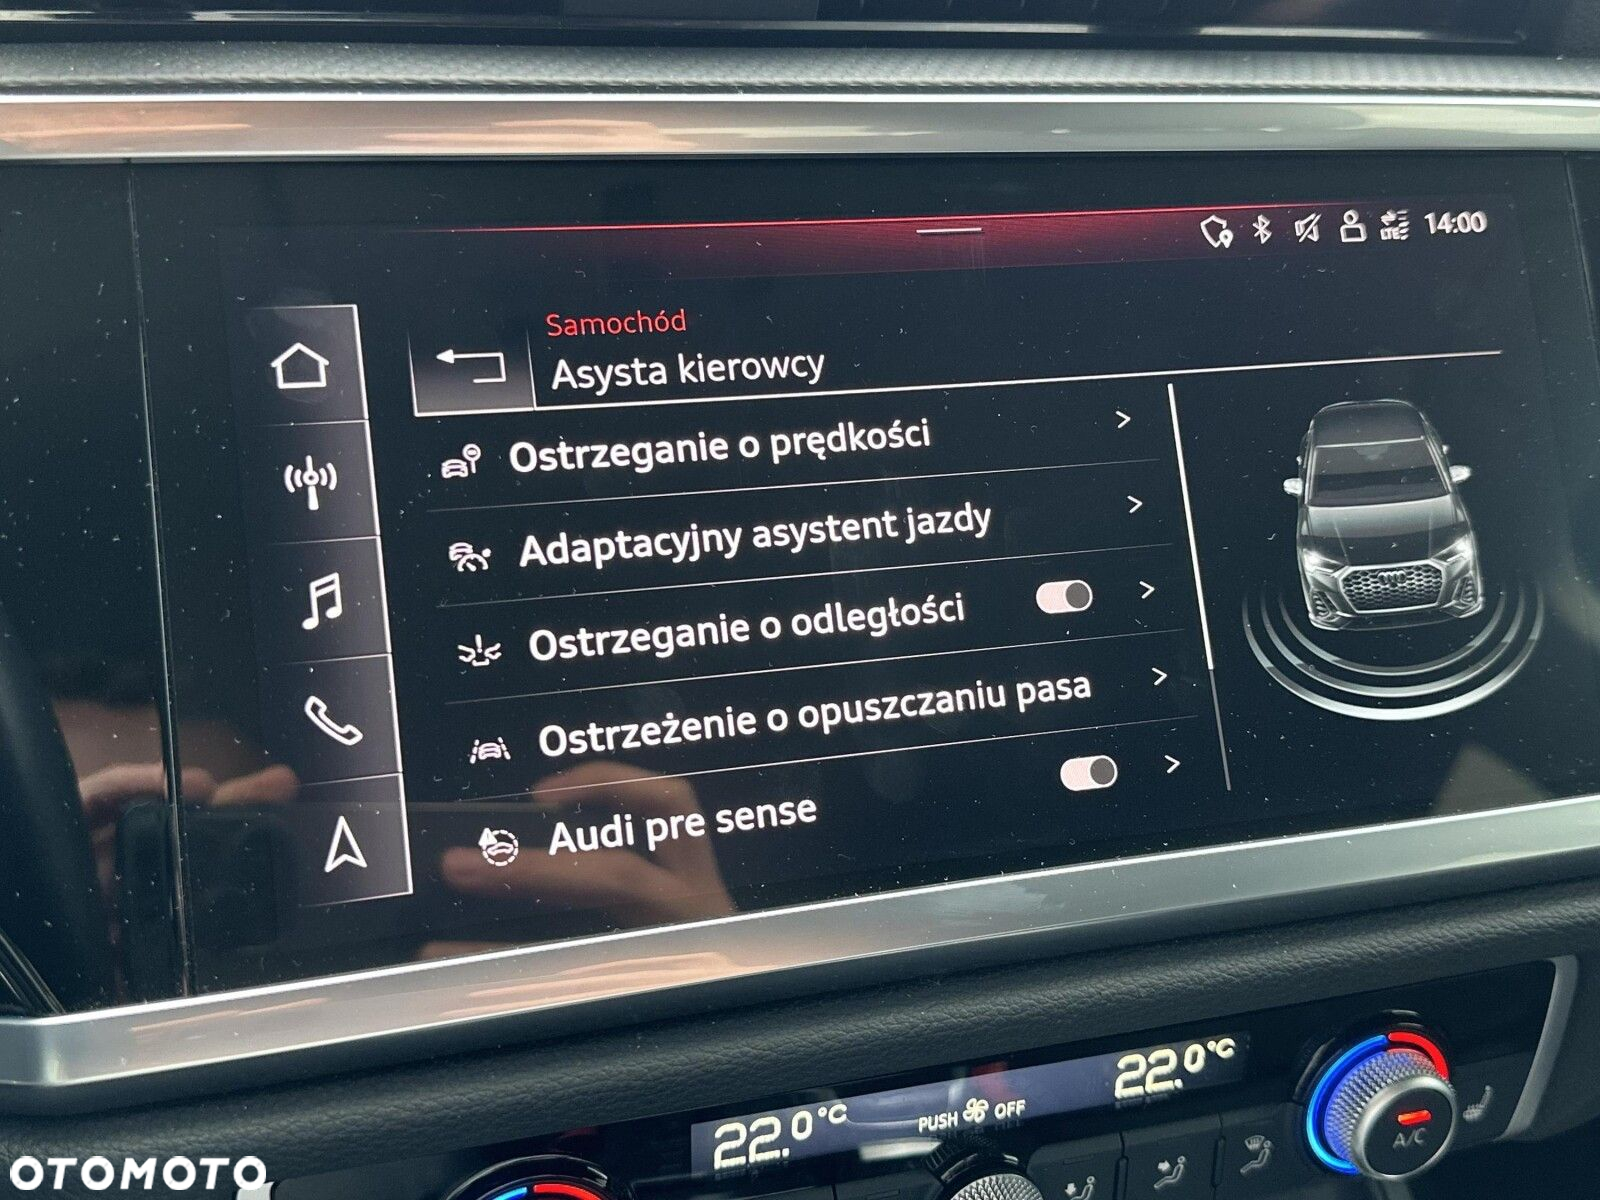 LTE 14:00
Samochód
Asysta kierowcy
Ostrzeganie o prędkości
Adaptacyjny asystent jazdy
Ostrzeganie o odległości
Ostrzeżenie o opuszczaniu pasa
Audi pre sense
22.0°C
PUSH OFF
22.0°C
A/C
OTOMOTO